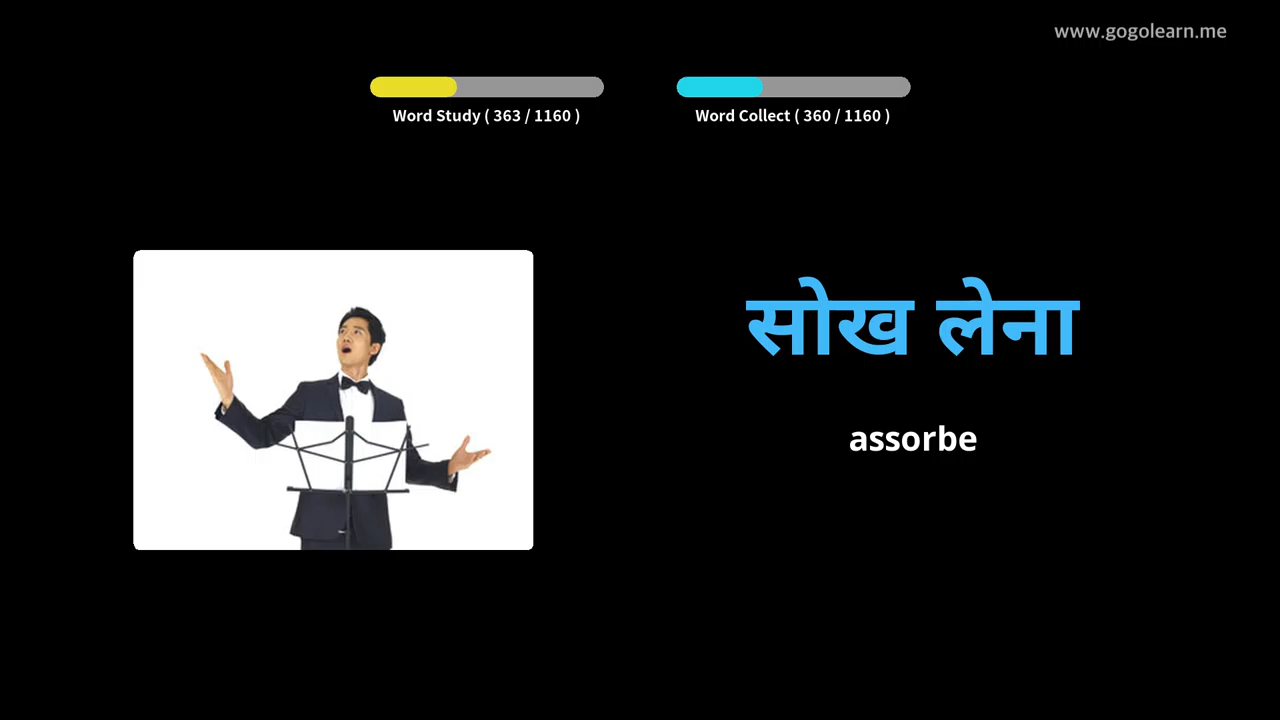 www.gogolearn.me
Word Study ( 363 / 1160 )
Word Collect ( 360 / 1160 )
सोख लेना
assorbe